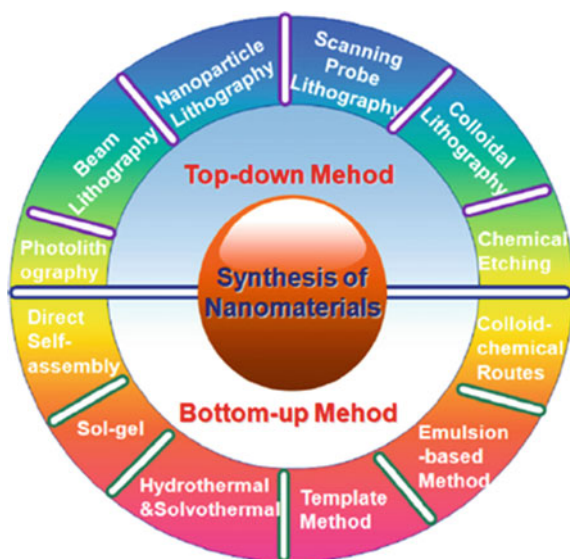 Photolith
ography
Beam
Lithography
Nanoparticle
Lithography
Scanning
Probe
Lithography
Colloidal
Lithography
Chemical
Etching
Top-down Mehod
Synthesis of
Nanomaterials
Bottom-up Mehod
Direct
Self-
assembly
Sol-gel
Hydrothermal
&Solvothermal
Template
Method
Emulsion
-based
Method
Colloid-
chemical
Routes